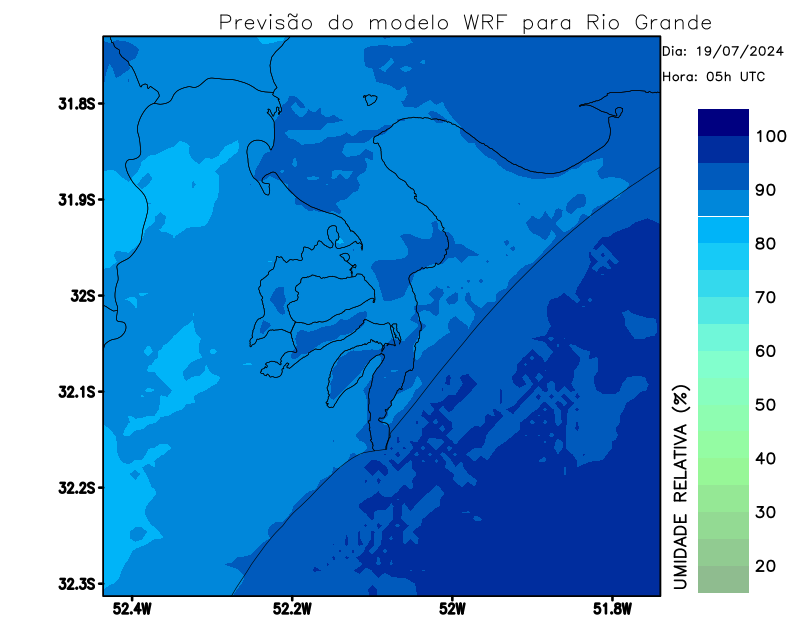 Previsão do modelo WRF para Rio Grande
Dia: 19/07/2024
Hora: 05h UTC
31.8S
31.9S
32S
32.1S
32.2S
32.3S
52.4W
52.2W
52W
51.8W
100
90
80
70
60
50
40
30
20
UMIDADE RELATIVA (%)